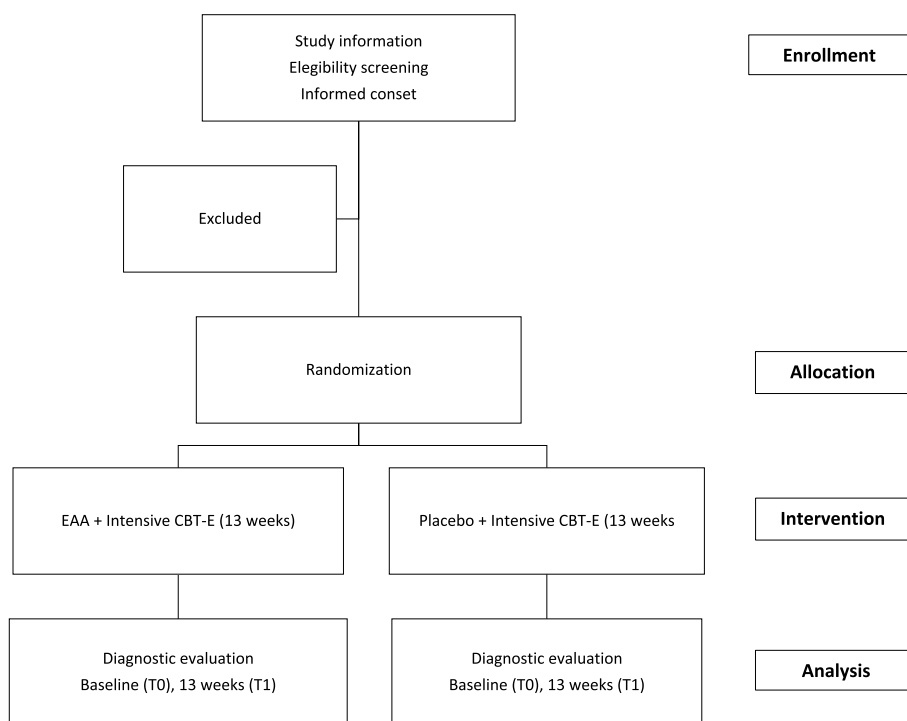 Study information
Elegibility screening
Informed conset
Enrollment
Excluded
Randomization
Allocation
EAA + Intensive CBT-E (13 weeks)
Placebo + Intensive CBT-E (13 weeks
Intervention
Diagnostic evaluation
Baseline (T0), 13 weeks (T1)
Diagnostic evaluation
Baseline (T0), 13 weeks (T1)
Analysis